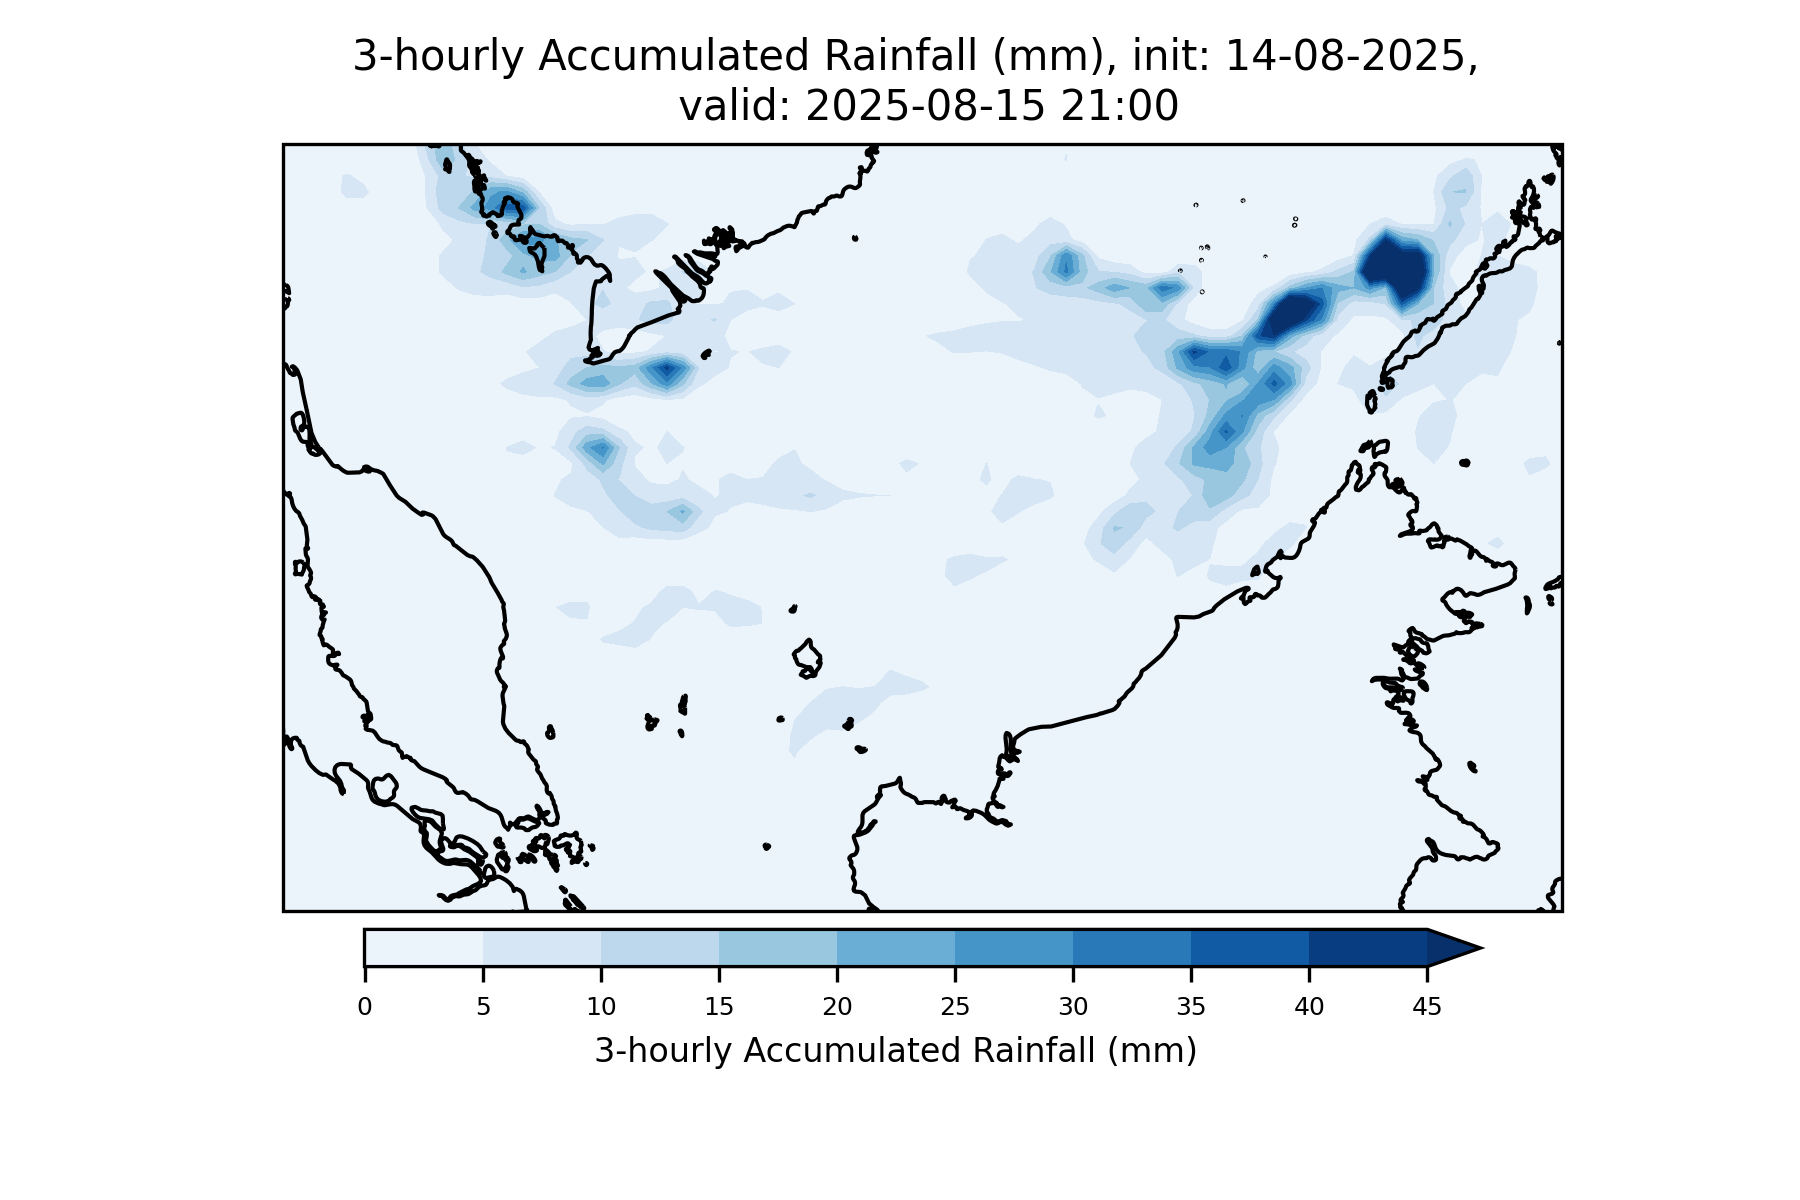 3-hourly Accumulated Rainfall (mm), init: 14-08-2025,
valid: 2025-08-15 21:00
0 5 10 15 20 25 30 35 40 45
3-hourly Accumulated Rainfall (mm)